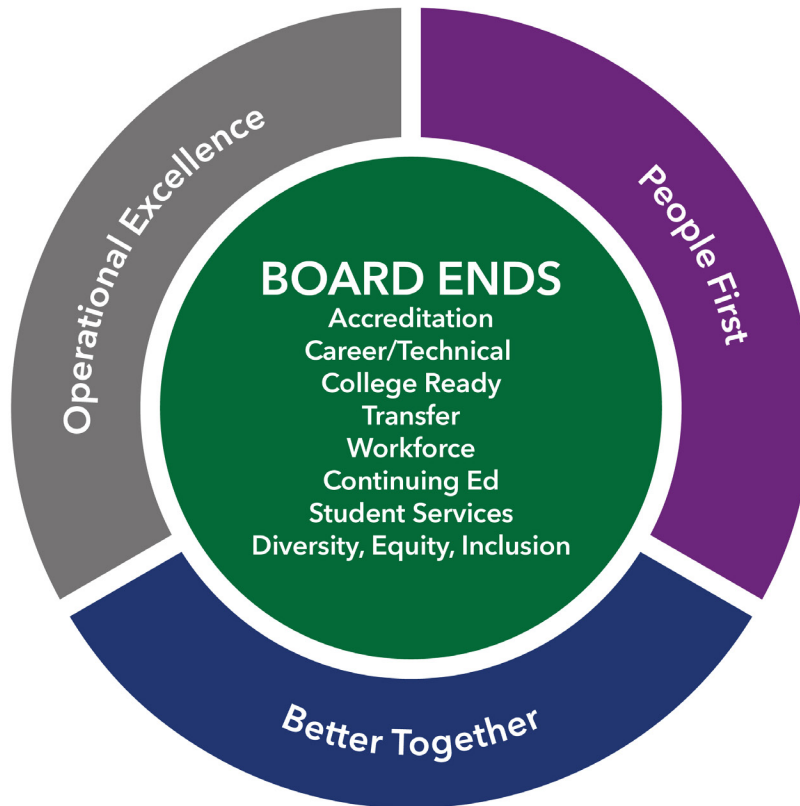 Operational Excellence
People First
BOARD ENDS
Accreditation
Career/Technical
College Ready
Transfer
Workforce
Continuing Ed
Student Services
Diversity, Equity, Inclusion
Better Together